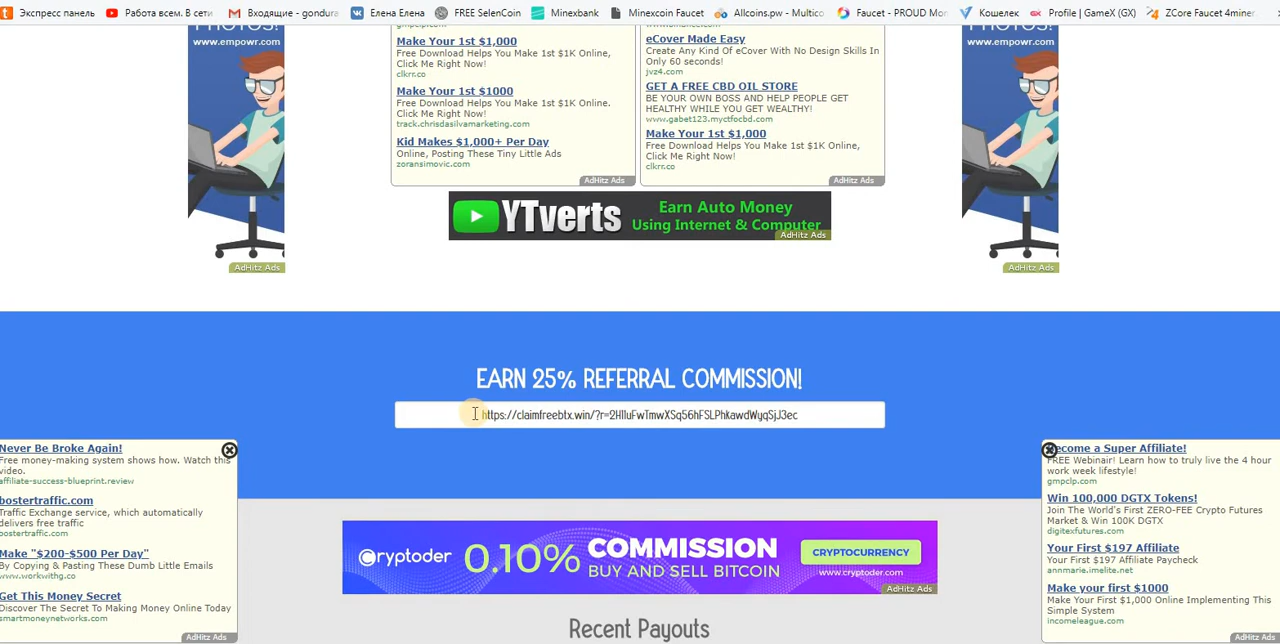 Экспресс панель
Работа всем. В сети
Входящие - gondura
Елена Елена
FREE SelenCoin
Minexbank
Minexcoin Faucet
Allcoins.pw - Multico
Faucet - PROUD Mon
Кошелек
Profile | GameX (GX)
ZCore Faucet 4miner
www.empowr.com
Make Your 1st $1,000
Free Download Helps You Make 1st $1K Online,
Click Me Right Now!
clkrr.co
Make Your 1st $1000
Free Download Helps You Make 1st $1K Online.
Click Me Right Now!
track.chrisdasilvamarketing.com
Kid Makes $1,000+ Per Day
Online, Posting These Tiny Little Ads
zoransimovic.com
AdHitz Ads
eCover Made Easy
Create Any Kind Of eCover With No Design Skills In
Only 60 seconds!
jvz4.com
GET A FREE CBD OIL STORE
BE YOUR OWN BOSS AND HELP PEOPLE GET
HEALTHY WHILE YOU GET WEALTHY!
www.gabet123.myctfocbd.com
Make Your 1st $1,000
Free Download Helps You Make 1st $1K Online,
Click Me Right Now!
clkrr.co
AdHitz Ads
www.empowr.com
YTverts
Earn Auto Money
Using Internet & Computer
AdHitz Ads
AdHitz Ads
AdHitz Ads
EARN 25% REFERRAL COMMISSION!
https://claimfreebtx.win/?r=2H11uFwTmwXSq56hFSLPhkawdWyqSjJ3ec
Never Be Broke Again!
Free money-making system shows how. Watch this
video.
affiliate-success-blueprint.review
bostertraffic.com
Traffic Exchange service, which automatically
delivers free traffic
bostertraffic.com
Make "$200-$500 Per Day"
By Copying & Pasting These Dumb Little Emails
www.workwithg.co
Get This Money Secret
Discover The Secret To Making Money Online Today
smartmoneynetworks.com
AdHitz Ads
Cryptoder
0.10%
COMMISSION
BUY AND SELL BITCOIN
CRYPTOCURRENCY
www.cryptoder.com
AdHitz Ads
Recent Payouts
ecome a Super Affiliate!
FREE Webinar! Learn how to truly live the 4 hour
work week lifestyle!
gmpclp.com
Win 100,000 DGTX Tokens!
Join The World's First ZERO-FEE Crypto Futures
Market & Win 100K DGTX
digitexfutures.com
Your First $197 Affiliate
Your First $197 Affiliate Paycheck
annmarie.imelite.net
Make your first $1000
Make Your First $1,000 Online Implementing This
Simple System
incomeleague.com
AdHitz Ads